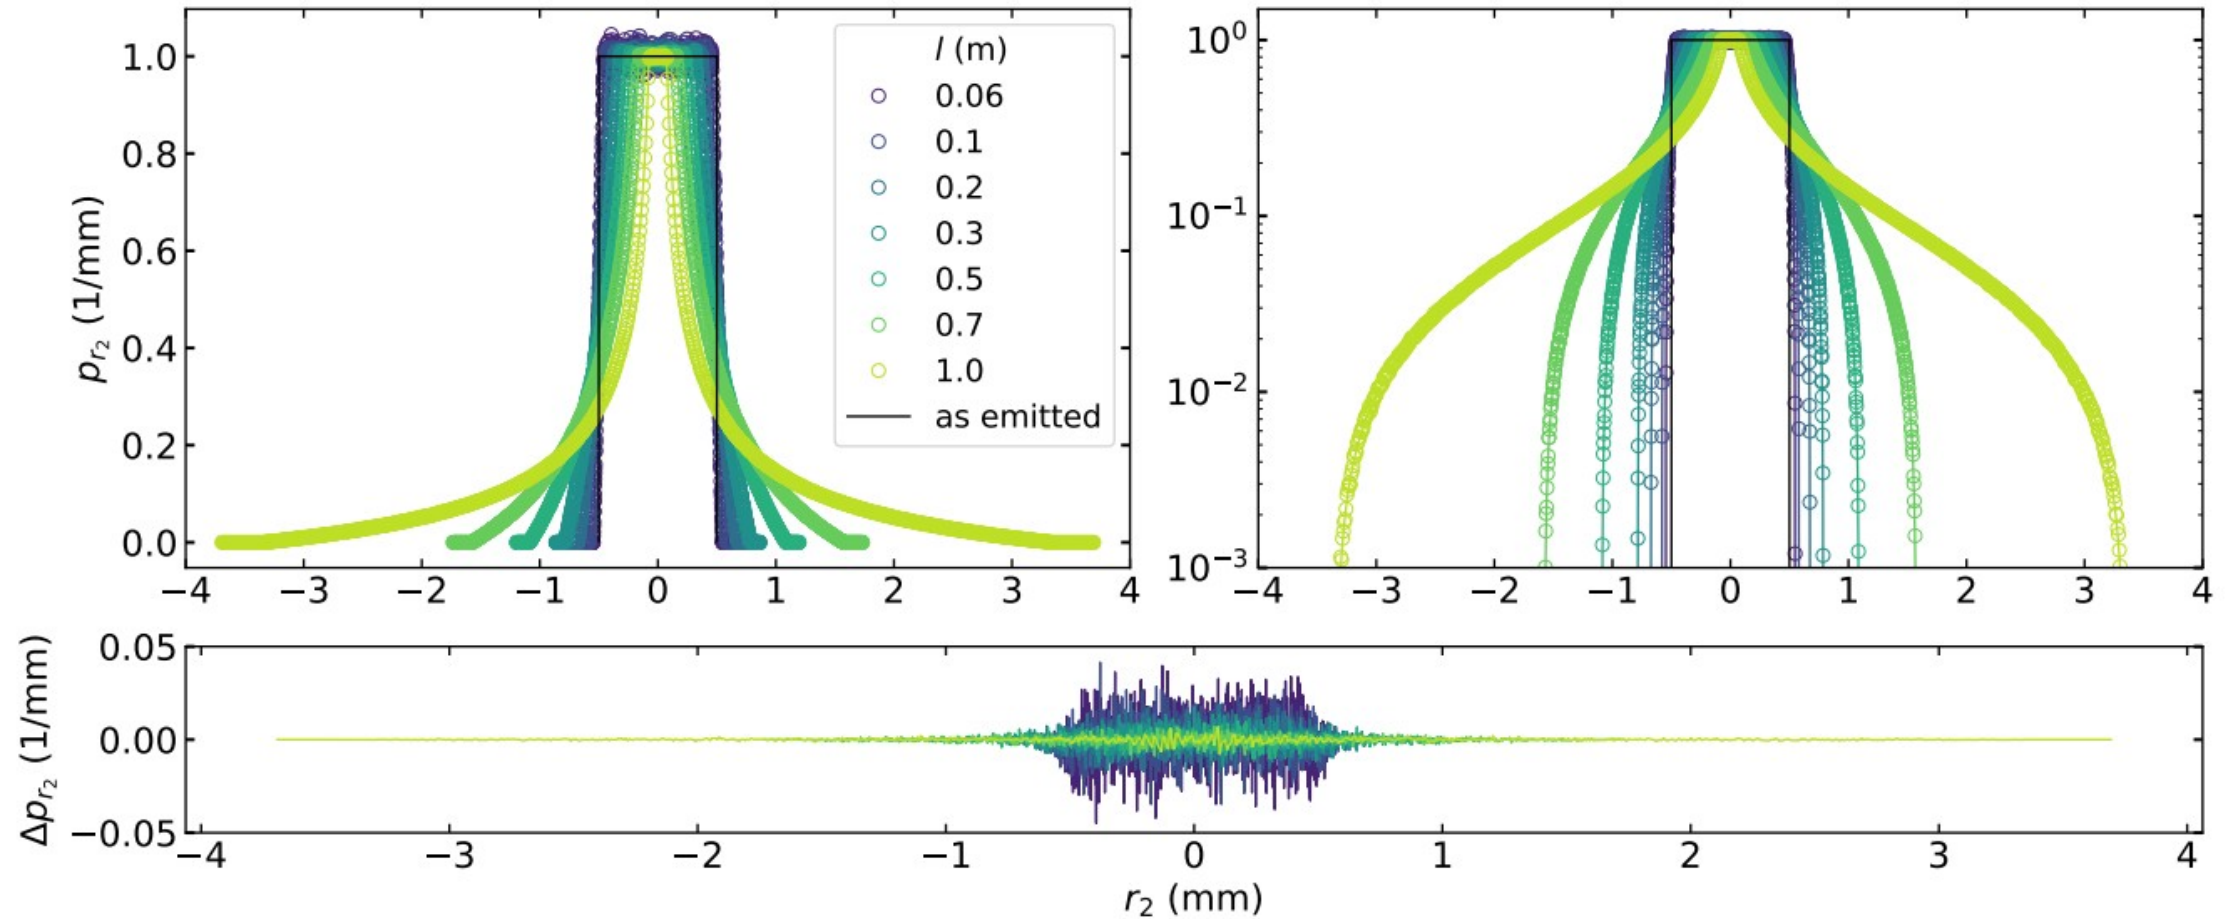 p_{r_2} (1/mm)
1.0
0.8
0.6
0.4
0.2
0.0
−4 −3 −2 −1 0 1 2 3 4
l (m)
0.06
0.1
0.2
0.3
0.5
0.7
1.0
as emitted
10^0
10^{−1}
10^{−2}
10^{−3}
−4 −3 −2 −1 0 1 2 3 4
Δp_{r_2} (1/mm)
0.05
0.00
−0.05
−4 −3 −2 −1 0 1 2 3 4
r_2 (mm)